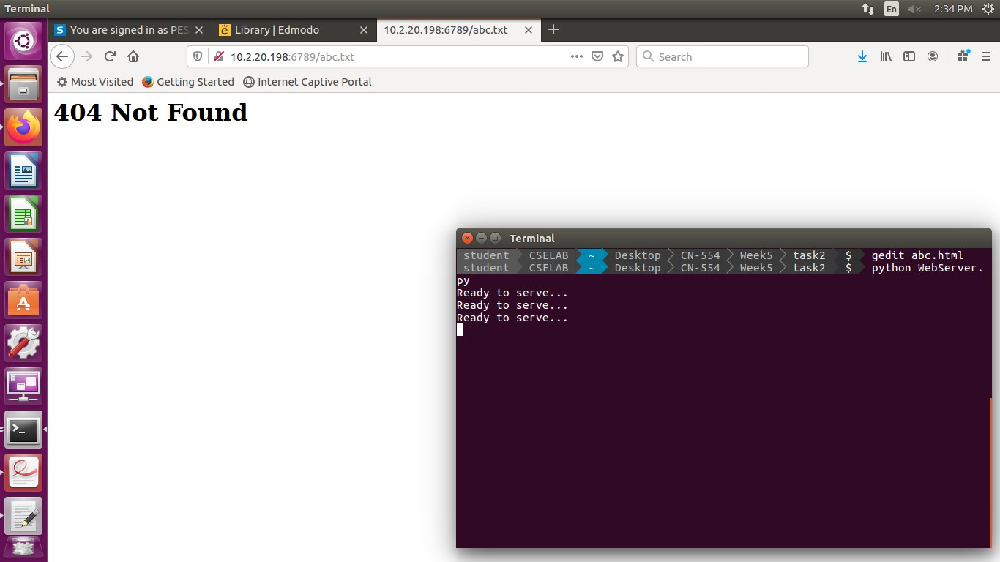 Terminal
En
2:34 PM
S You are signed in as PES
Library | Edmodo
10.2.20.198:6789/abc.txt
10.2.20.198:6789/abc.txt
Search
Most Visited
Getting Started
Internet Captive Portal
404 Not Found
Terminal
student CSELAB ~ Desktop CN-554 Week5 task2 $ gedit abc.html
student CSELAB ~ Desktop CN-554 Week5 task2 $ python WebServer.
py
Ready to serve...
Ready to serve...
Ready to serve...